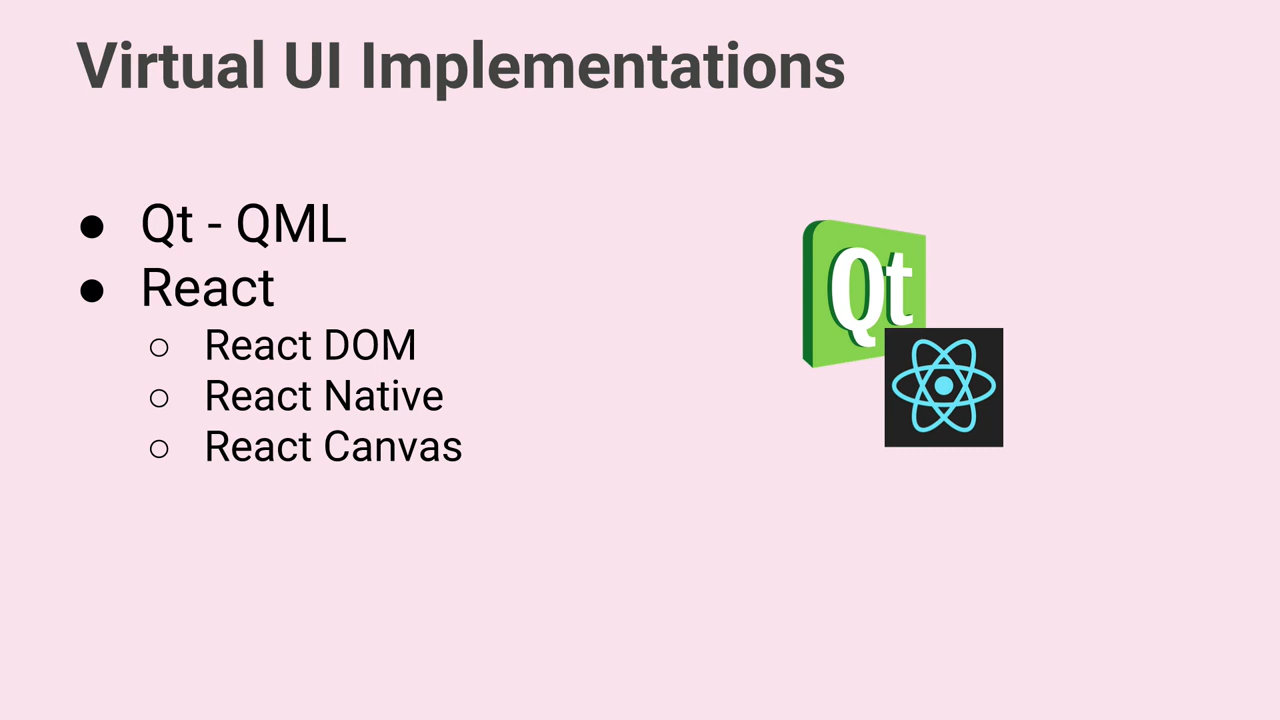 Virtual UI Implementations
● Qt - QML
● React
○ React DOM
○ React Native
○ React Canvas
Qt